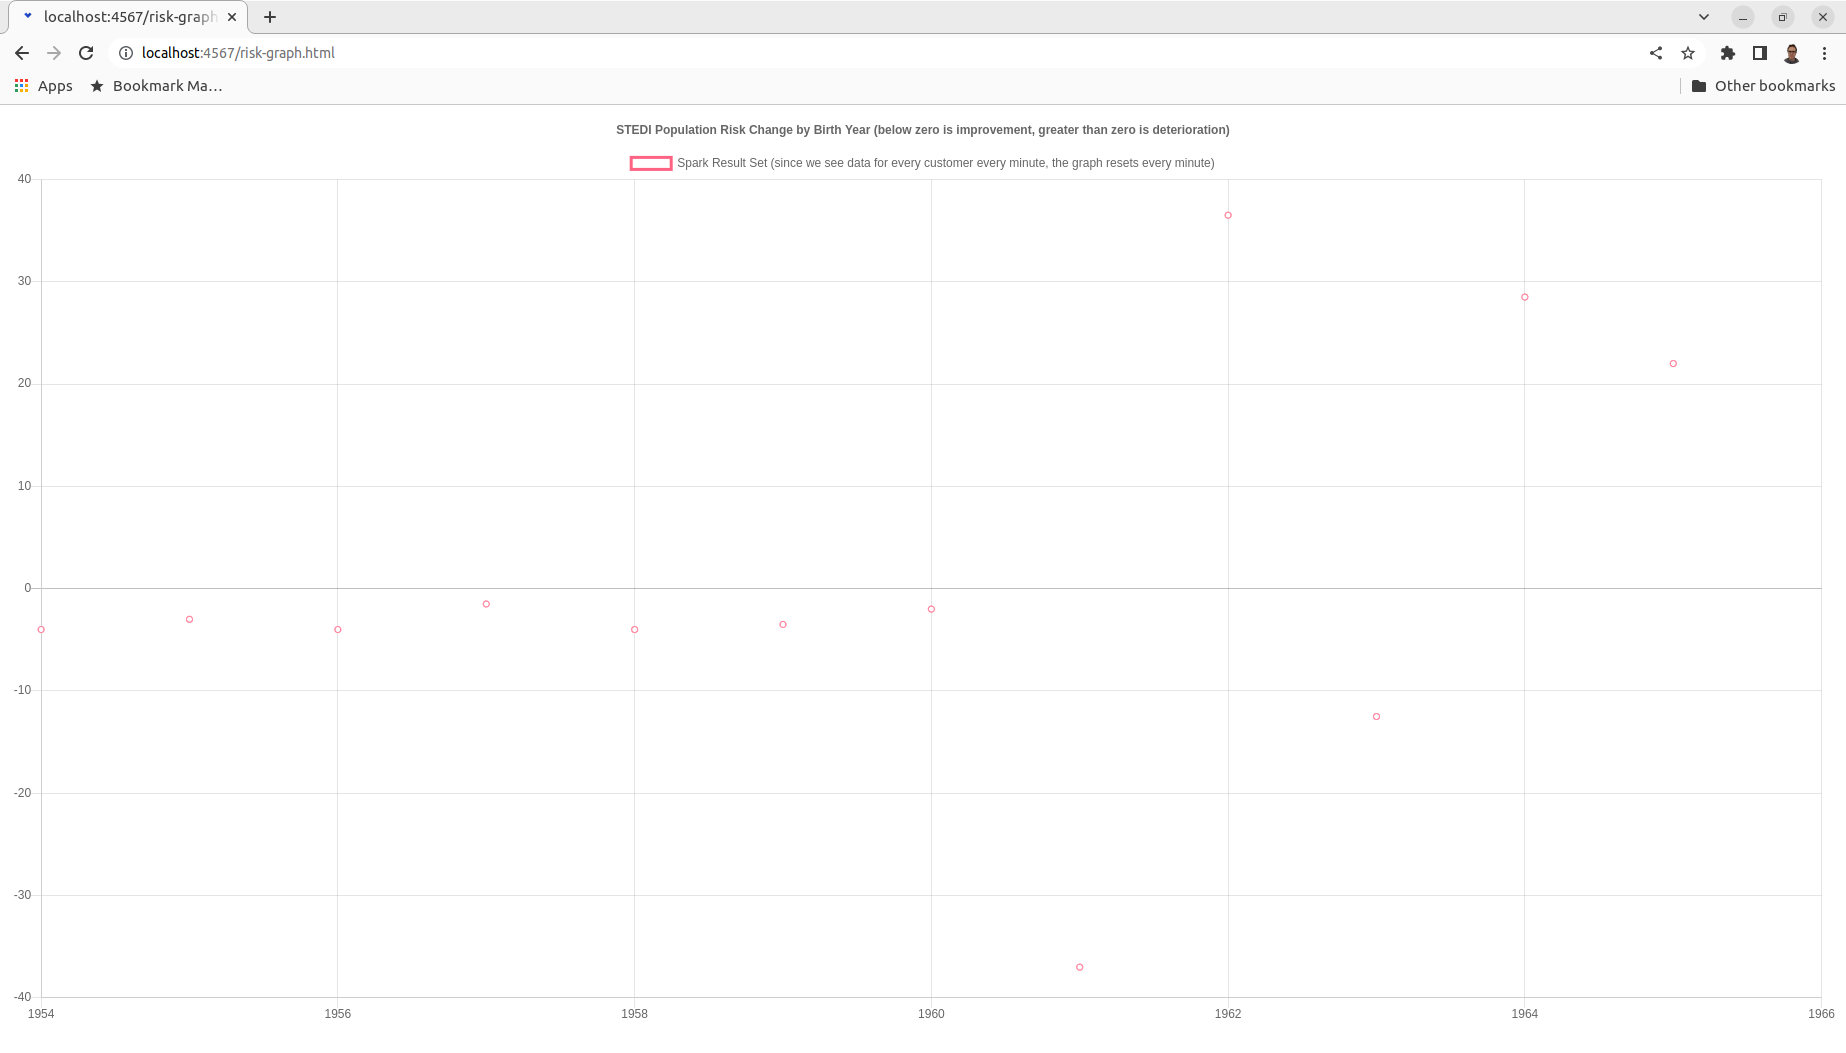 localhost:4567/risk-graph
localhost:4567/risk-graph.html
Apps
Bookmark Ma...
Other bookmarks
STEDI Population Risk Change by Birth Year (below zero is improvement, greater than zero is deterioration)
Spark Result Set (since we see data for every customer every minute, the graph resets every minute)
40
30
20
10
0
-10
-20
-30
-40
1954 1956 1958 1960 1962 1964 1966